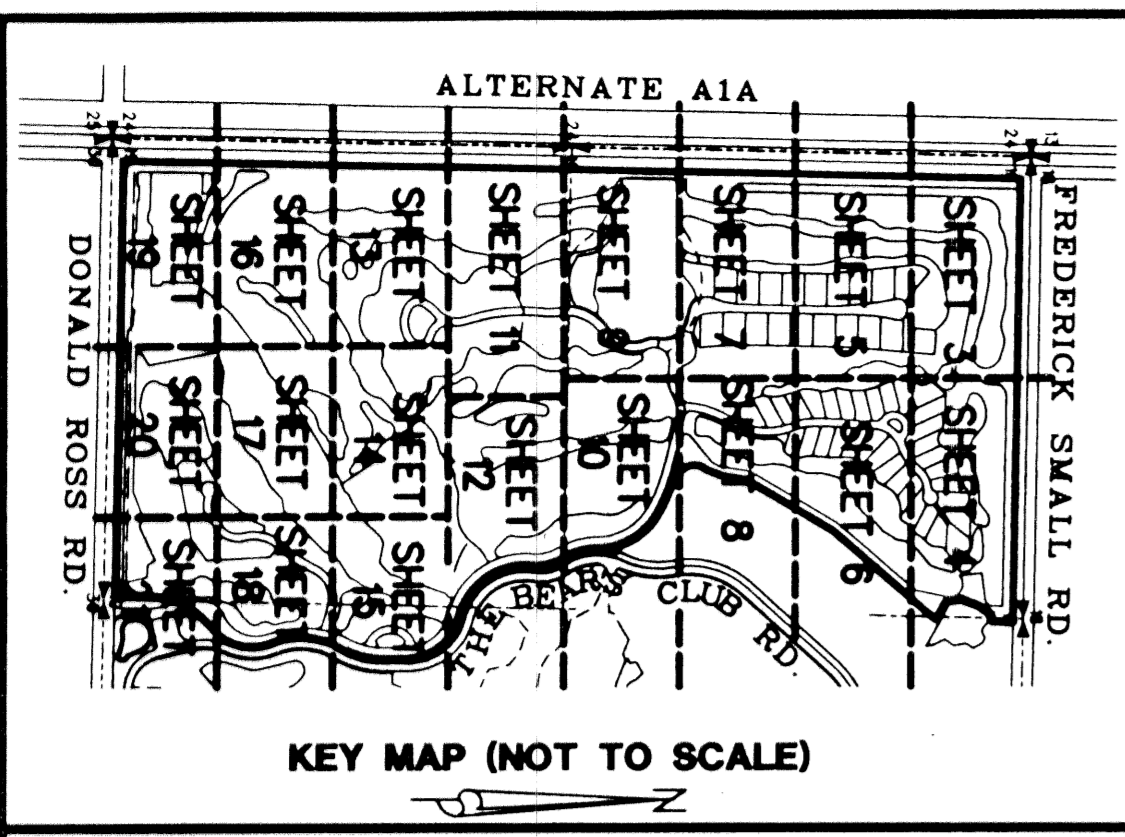 ALTERNATE A1A
FREDERICK SMALL RD.
DONALD ROSS RD.
SHEET 19
SHEET 16
SHEET 13
SHEET 11
SHEET 9
SHEET 7
SHEET 5
SHEET 3
SHEET 20
SHEET 17
SHEET 14
SHEET 12
SHEET 10
SHEET 8
SHEET 6
SHEET 4
SHEET
SHEET 18
SHEET 15
THE BEAR'S CLUB RD.
KEY MAP (NOT TO SCALE)
N